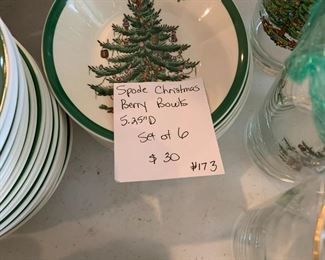 Spode Christmas
Berry Bowls
5.25"D
Set of 6
$30
#173